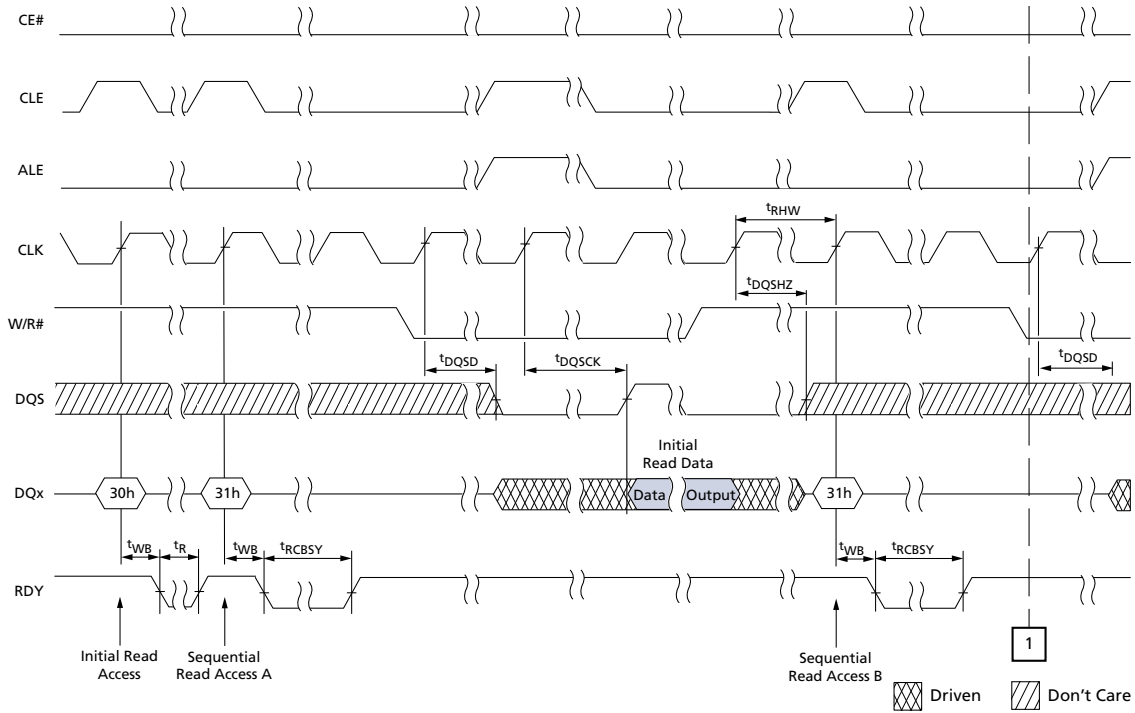 CE#
CLE
ALE
CLK
tRHW
tDQSHZ
W/R#
tDQSD
tDQSCK
tDQSD
DQS
Initial
Read Data
DQx
30h
31h
Data
Output
31h
tWB
tR
tWB
tRCBSY
tWB
tRCBSY
RDY
Initial Read
Access
Sequential
Read Access A
Sequential
Read Access B
1
Driven
Don't Care